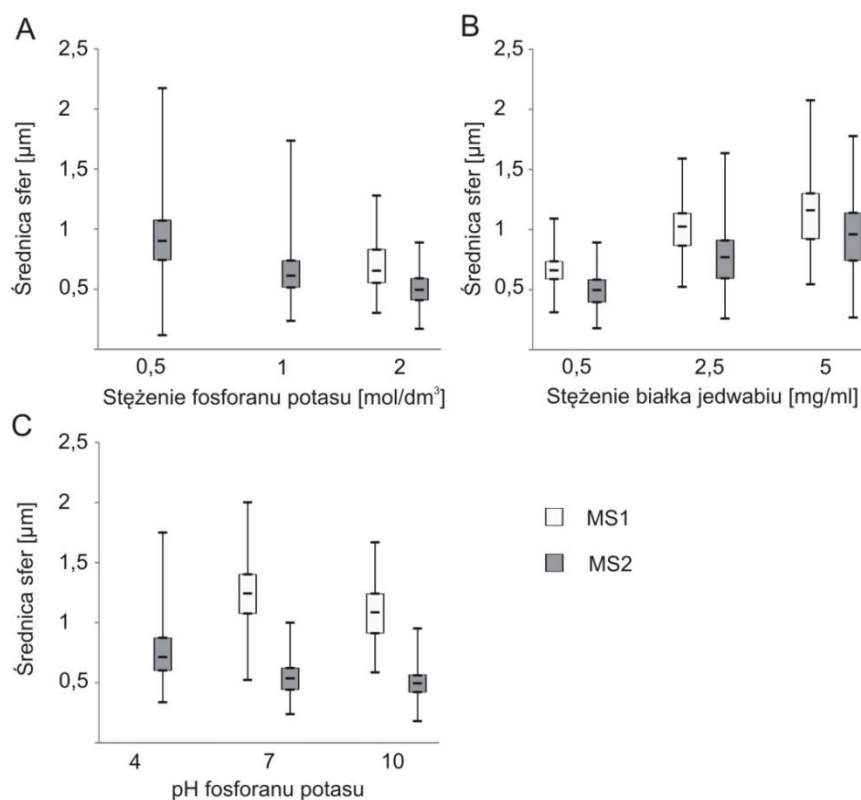 A
2,5
2
1,5
1
0,5
Średnica sfer [µm]
0,5 1 2
Stężenie fosforanu potasu [mol/dm³]
B
2,5
2
1,5
1
0,5
Średnica sfer [µm]
0,5 2,5 5
Stężenie białka jedwabiu [mg/ml]
C
2,5
2
1,5
1
0,5
Średnica sfer [µm]
4 7 10
pH fosforanu potasu
MS1
MS2